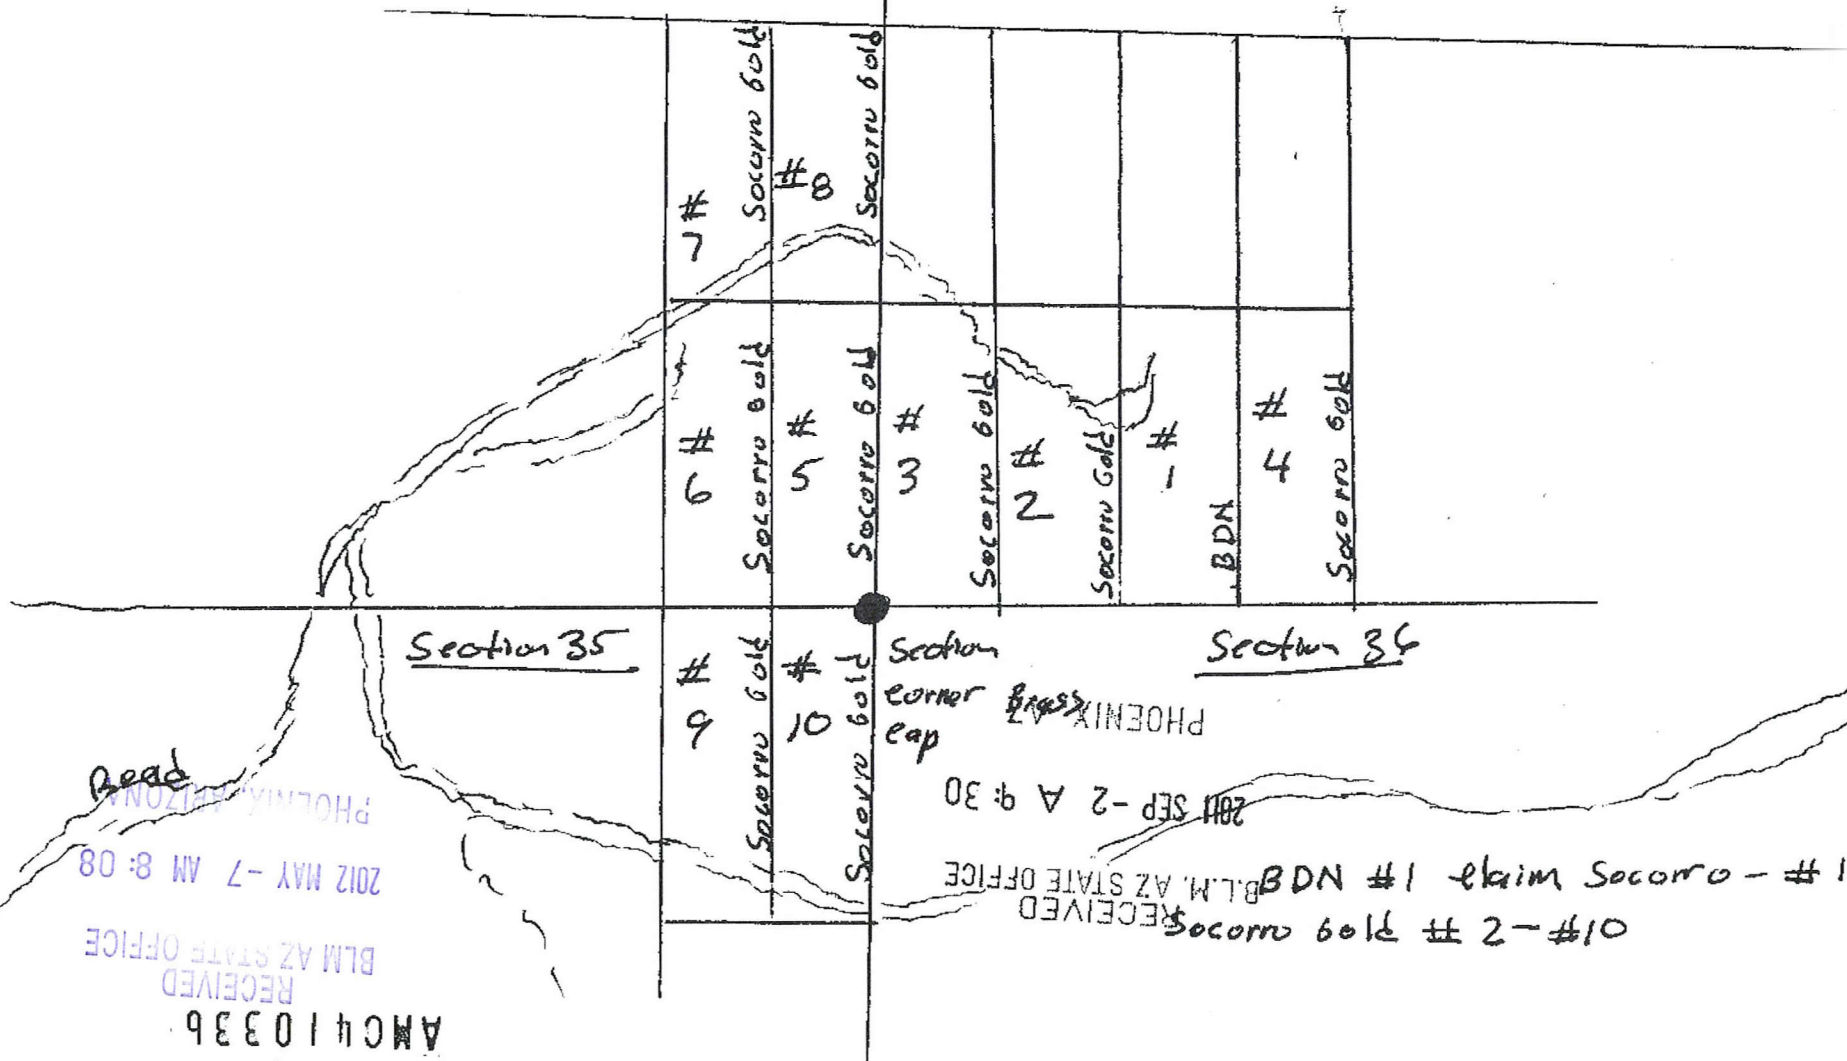 # 7
Socorro Gold
#8
Socorro Gold
# 6
Socorro Gold
# 5
Socorro Gold
# 3
Socorro Gold
# 2
Socorro Gold
# 1
BDN
# 4
Socorro Gold
Section 35
# 9
Socorro Gold
# 10
Socorro Gold
Section
corner Brass
cap
Section 36
PHOENIX AZ
2011 SEP -2 A 9:30
B.L.M. AZ STATE OFFICE
RECEIVED
BDN #1 claim Socorro - #1
Socorro Gold # 2 - #10
Road
PHOENIX, ARIZONA
2012 MAY -7 AM 8:08
BLM AZ STATE OFFICE
RECEIVED
AMC410336